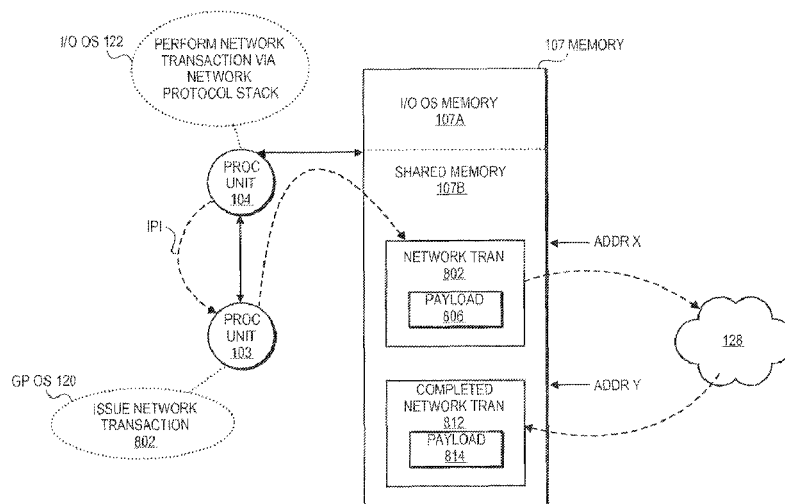 I/O OS 122
PERFORM NETWORK
TRANSACTION VIA
NETWORK
PROTOCOL STACK
107 MEMORY
I/O OS MEMORY
107A
SHARED MEMORY
107B
PROC
UNIT
104
IPI
ADDR X
NETWORK TRAN
802
PAYLOAD
806
PROC
UNIT
103
128
GP OS 120
ISSUE NETWORK
TRANSACTION
802
ADDR Y
COMPLETED
NETWORK TRAN
812
PAYLOAD
814